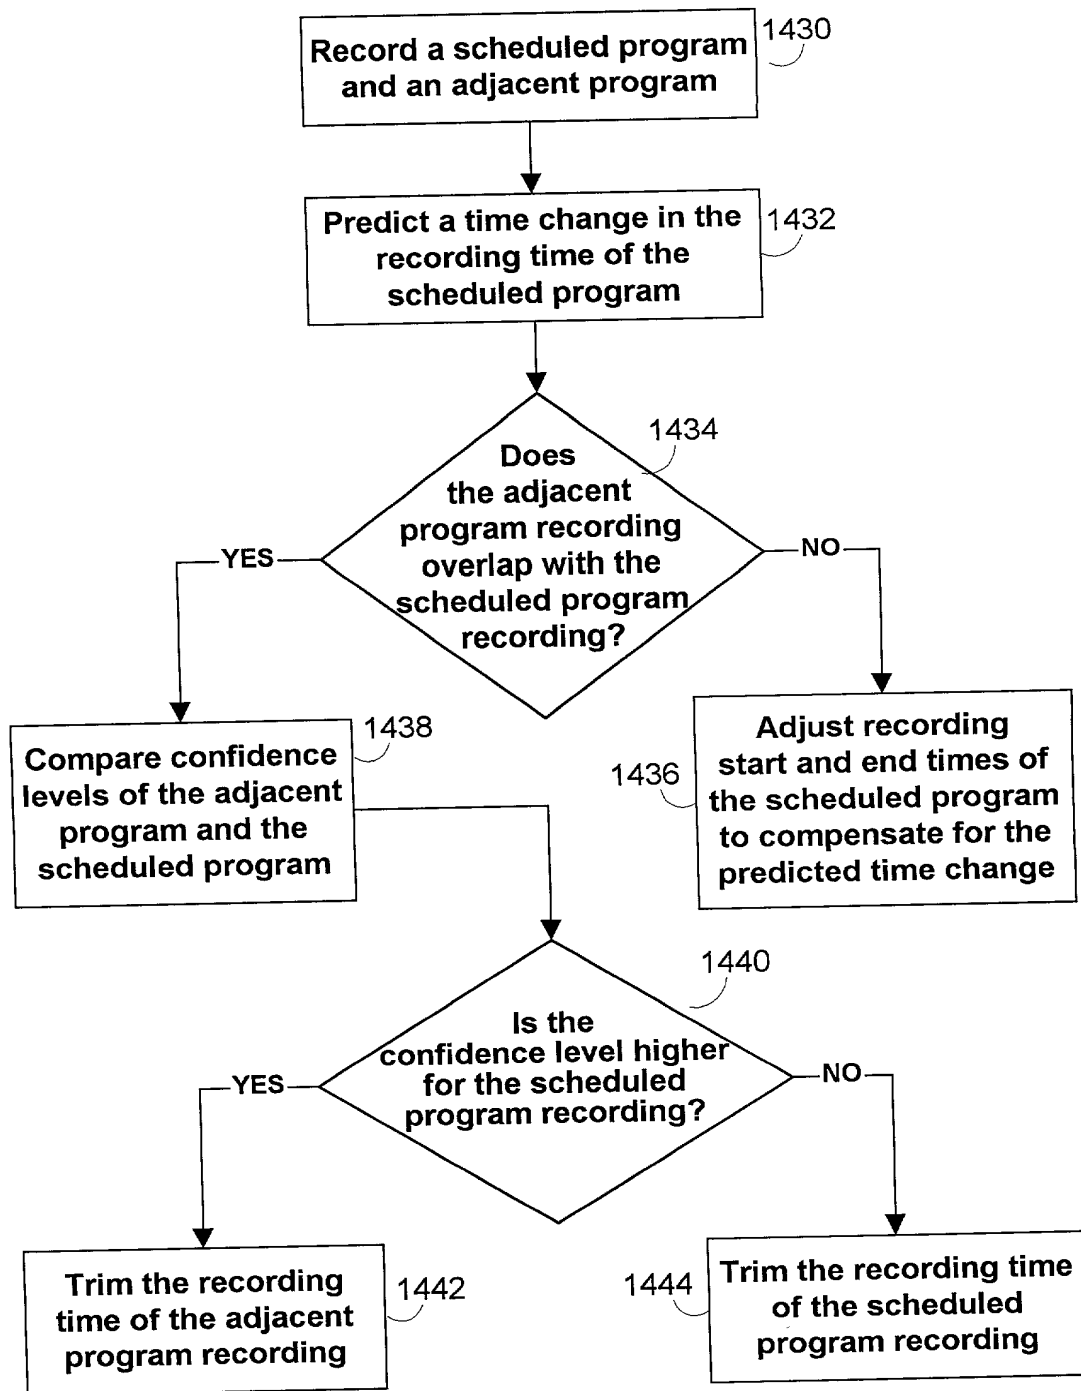 Record a scheduled program
and an adjacent program
1430
Predict a time change in the
recording time of the
scheduled program
1432
Does
the adjacent
program recording
overlap with the
scheduled program
recording?
1434
YES
NO
Compare confidence
levels of the adjacent
program and the
scheduled program
1438
Adjust recording
start and end times of
the scheduled program
to compensate for the
predicted time change
1436
Is the
confidence level higher
for the scheduled
program recording?
1440
YES
NO
Trim the recording
time of the adjacent
program recording
1442
Trim the recording time
of the scheduled
program recording
1444